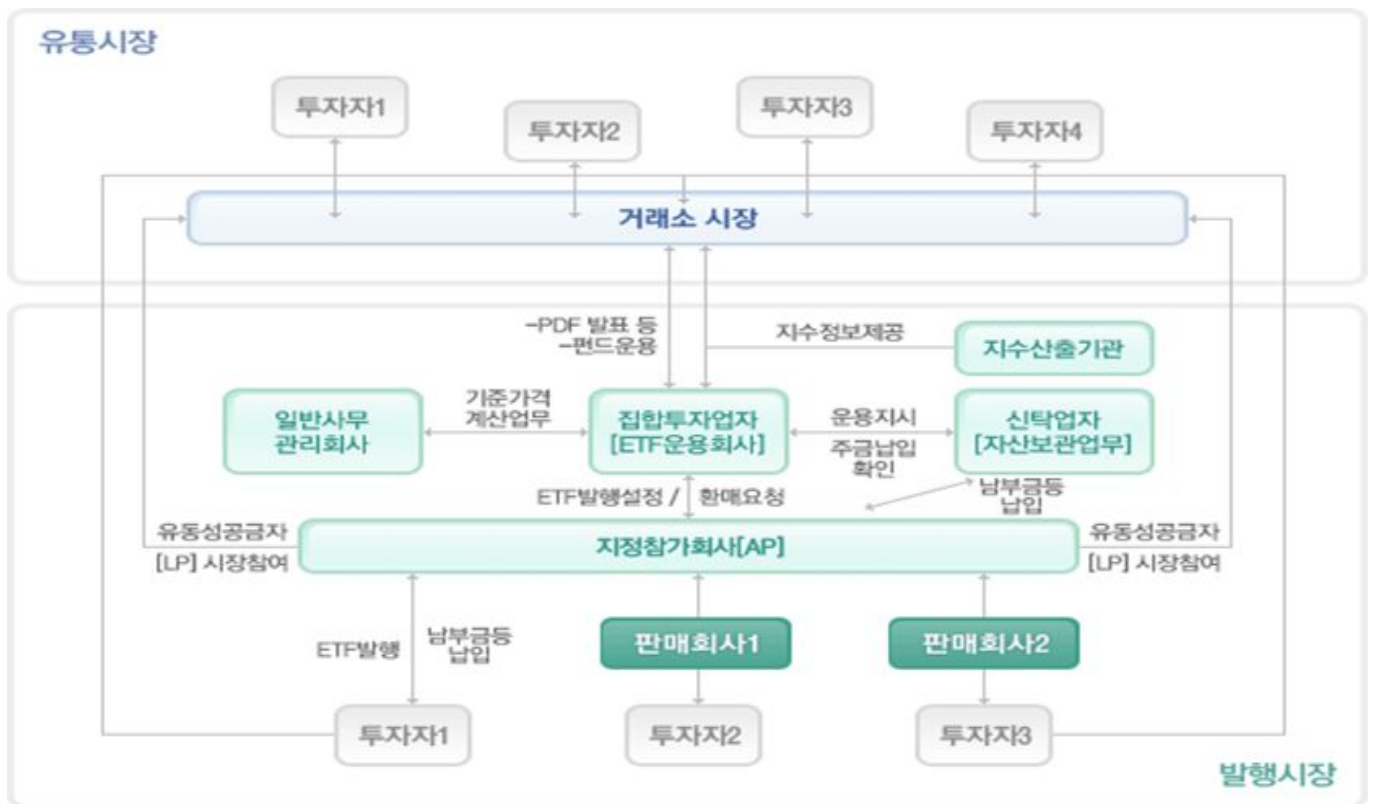 유통시장
투자자1
투자자2
투자자3
투자자4
거래소 시장
-PDF 발표 등
-펀드운용
지수정보제공
지수산출기관
일반사무
관리회사
기준가격
계산업무
집합투자업자
[ETF운용회사]
운용지시
주금납입
확인
신탁업자
[자산보관업무]
ETF발행설정 / 환매요청
납부금등
납입
유동성공급자
[LP] 시장참여
지정참가회사[AP]
유동성공급자
[LP] 시장참여
ETF발행
납부금등
납입
판매회사1
판매회사2
투자자1
투자자2
투자자3
발행시장